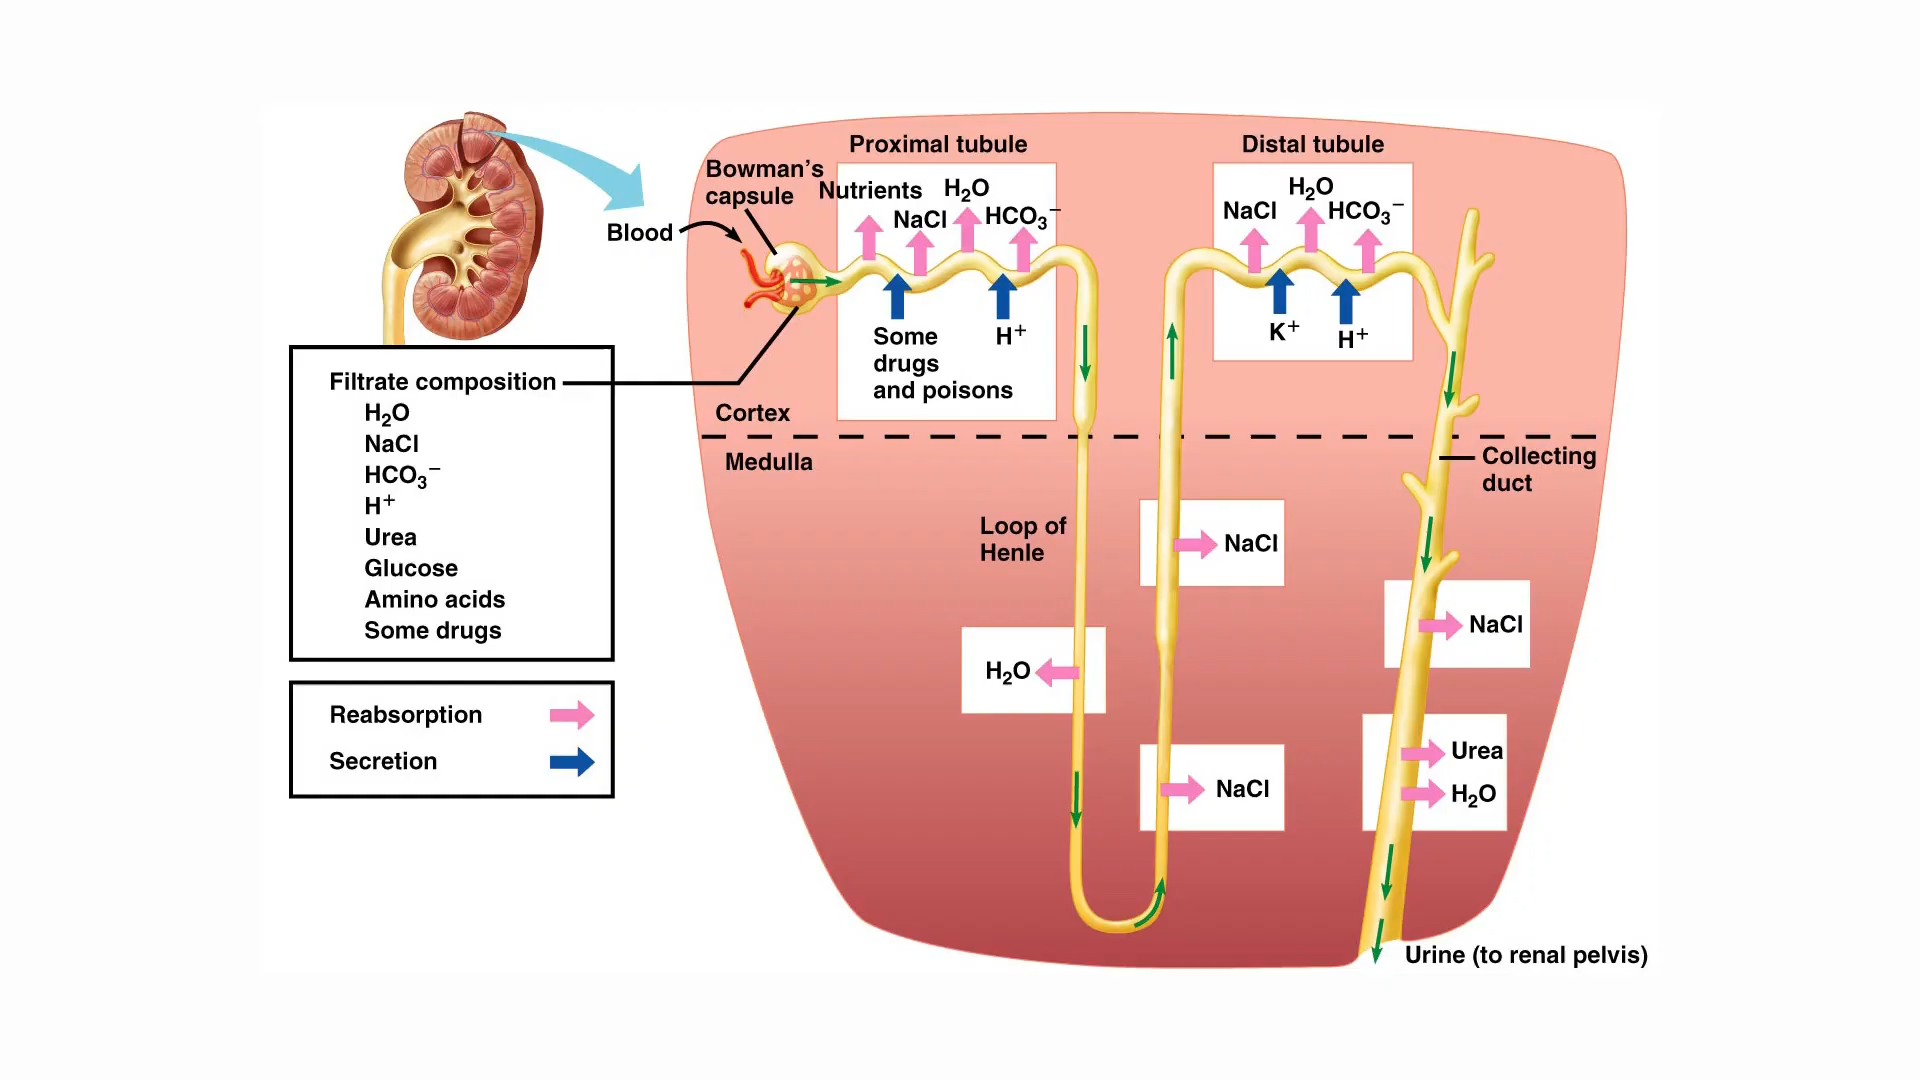 Proximal tubule
Distal tubule
Bowman's
capsule
Nutrients
H₂O
NaCl
HCO₃⁻
Blood
Some
drugs
and poisons
H⁺
H₂O
NaCl
HCO₃⁻
K⁺
H⁺
Filtrate composition
H₂O
NaCl
HCO₃⁻
H⁺
Urea
Glucose
Amino acids
Some drugs
Reabsorption
Secretion
Cortex
Medulla
Loop of
Henle
H₂O
NaCl
NaCl
Collecting
duct
NaCl
Urea
H₂O
Urine (to renal pelvis)